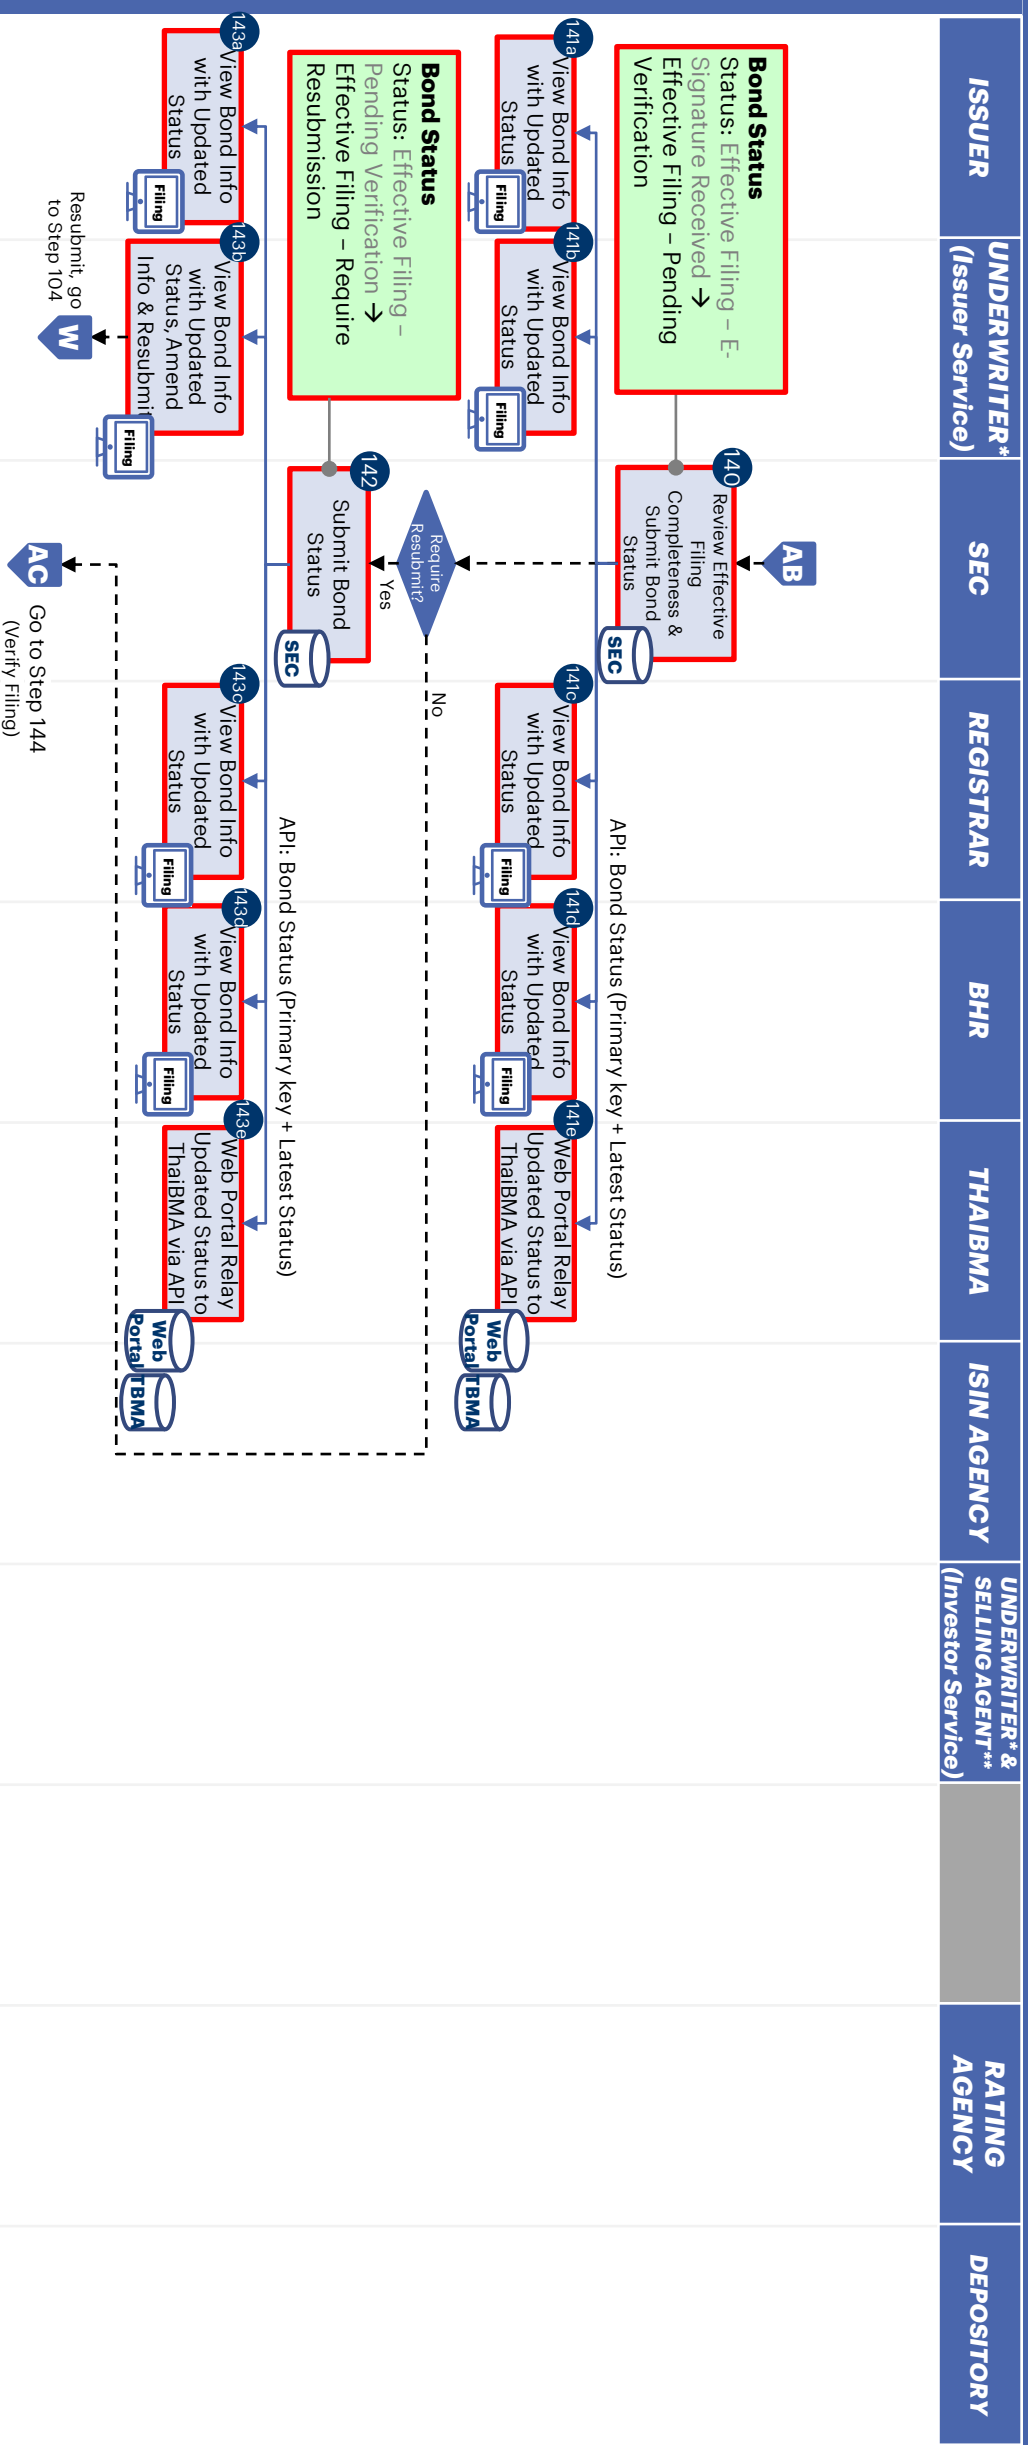 ISSUER
UNDERWRITER*
(Issuer Service)
SEC
REGISTRAR
BHR
THAIBMA
ISIN AGENCY
UNDERWRITER* &
SELLING AGENT**
(Investor Service)
RATING
AGENCY
DEPOSITORY
AB
Bond Status
Status: Effective Filing – E-
Signature Received →
Effective Filing – Pending
Verification
140
Review Effective
Filing
Completeness &
Submit Bond
Status
SEC
API: Bond Status (Primary key + Latest Status)
141a
View Bond Info
with Updated
Status
Filing
141b
View Bond Info
with Updated
Status
Filing
141c
View Bond Info
with Updated
Status
Filing
141d
View Bond Info
with Updated
Status
Filing
141e
Web Portal Relay
Updated Status to
ThaiBMA via API
Web
Portal
TBMA
Require
Resubmit?
No
Yes
Bond Status
Status: Effective Filing –
Pending Verification →
Effective Filing – Require
Resubmission
142
Submit Bond
Status
SEC
API: Bond Status (Primary key + Latest Status)
143a
View Bond Info
with Updated
Status
Filing
143b
View Bond Info
with Updated
Status, Amend
Info & Resubmit
Filing
143c
View Bond Info
with Updated
Status
Filing
143d
View Bond Info
with Updated
Status
Filing
143e
Web Portal Relay
Updated Status to
ThaiBMA via API
Web
Portal
TBMA
Resubmit, go
to Step 104
W
AC
Go to Step 144
(Verify Filing)